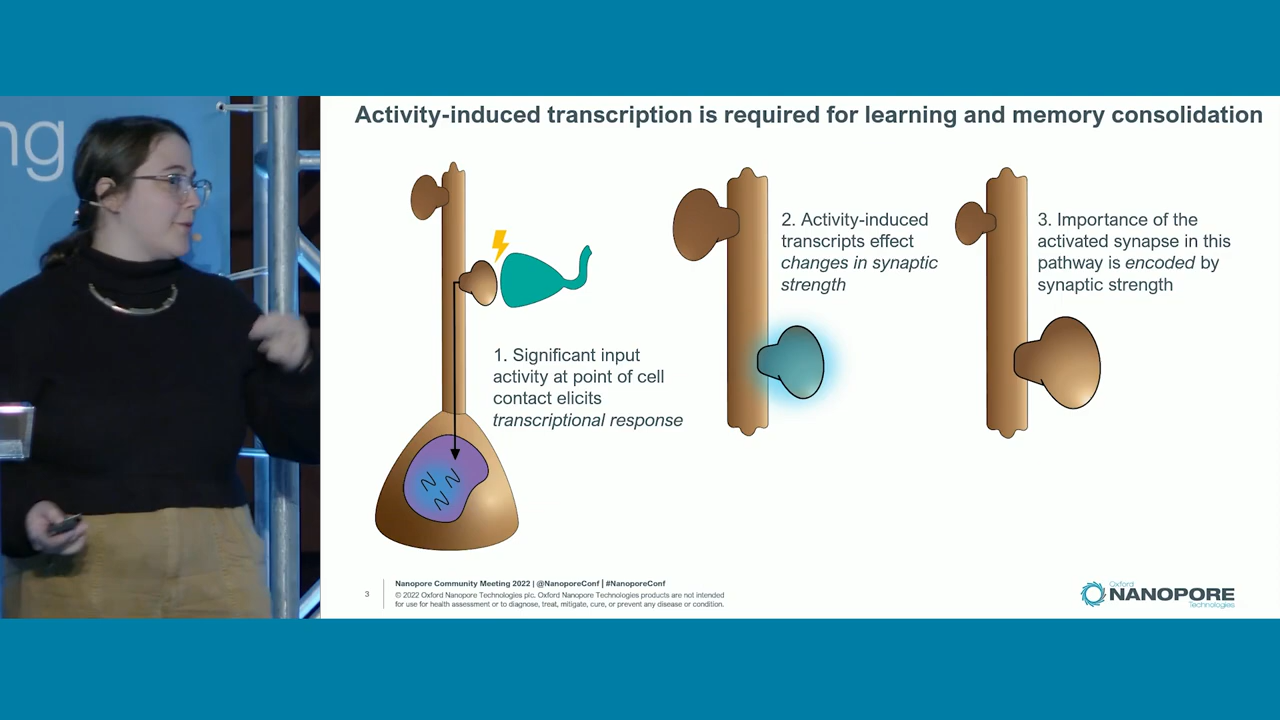 ng
Activity-induced transcription is required for learning and memory consolidation
1. Significant input
activity at point of cell
contact elicits
transcriptional response
2. Activity-induced
transcripts effect
changes in synaptic
strength
3. Importance of the
activated synapse in this
pathway is encoded by
synaptic strength
3
Nanopore Community Meeting 2022 | @NanoporeConf | #NanoporeConf
© 2022 Oxford Nanopore Technologies plc. Oxford Nanopore Technologies products are not intended
for use for health assessment or to diagnose, treat, mitigate, cure, or prevent any disease or condition.
Oxford
NANOPORE
Technologies